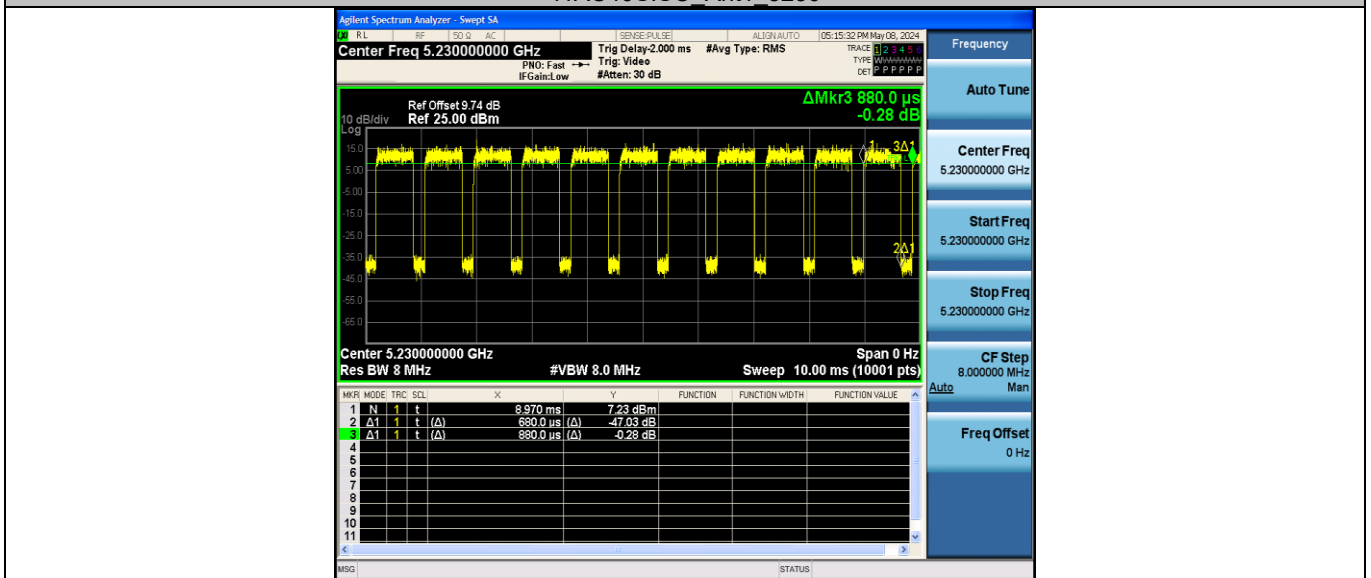 Agilent Spectrum Analyzer - Swept SA
RL RF 50 Ω AC SENSE:PULSE ALIGN AUTO 05:15:32 PM May 08, 2024
Center Freq 5.230000000 GHz
PNO: Fast
IFGain:Low
Trig Delay-2.000 ms
Trig: Video
#Atten: 30 dB
#Avg Type: RMS
TRACE 1 2 3 4 5 6
TYPE
DET P P P P P P
ΔMkr3 880.0 µs
-0.28 dB
Ref Offset 9.74 dB
10 dB/div Ref 25.00 dBm
Log
15.0
5.00
-5.00
-15.0
-25.0
-35.0
-45.0
-55.0
-65.0
1
3Δ1
2Δ1
Center 5.230000000 GHz Span 0 Hz
Res BW 8 MHz #VBW 8.0 MHz Sweep 10.00 ms (10001 pts)
MKR MODE TRC SCL X Y FUNCTION FUNCTION WIDTH FUNCTION VALUE
1 N 1 t 8.970 ms 7.23 dBm
2 Δ1 1 t (Δ) 680.0 µs (Δ) -47.03 dB
3 Δ1 1 t (Δ) 880.0 µs (Δ) -0.28 dB
4
5
6
7
8
9
10
11
MSG STATUS
Frequency
Auto Tune
Center Freq
5.230000000 GHz
Start Freq
5.230000000 GHz
Stop Freq
5.230000000 GHz
CF Step
8.000000 MHz
Auto Man
Freq Offset
0 Hz